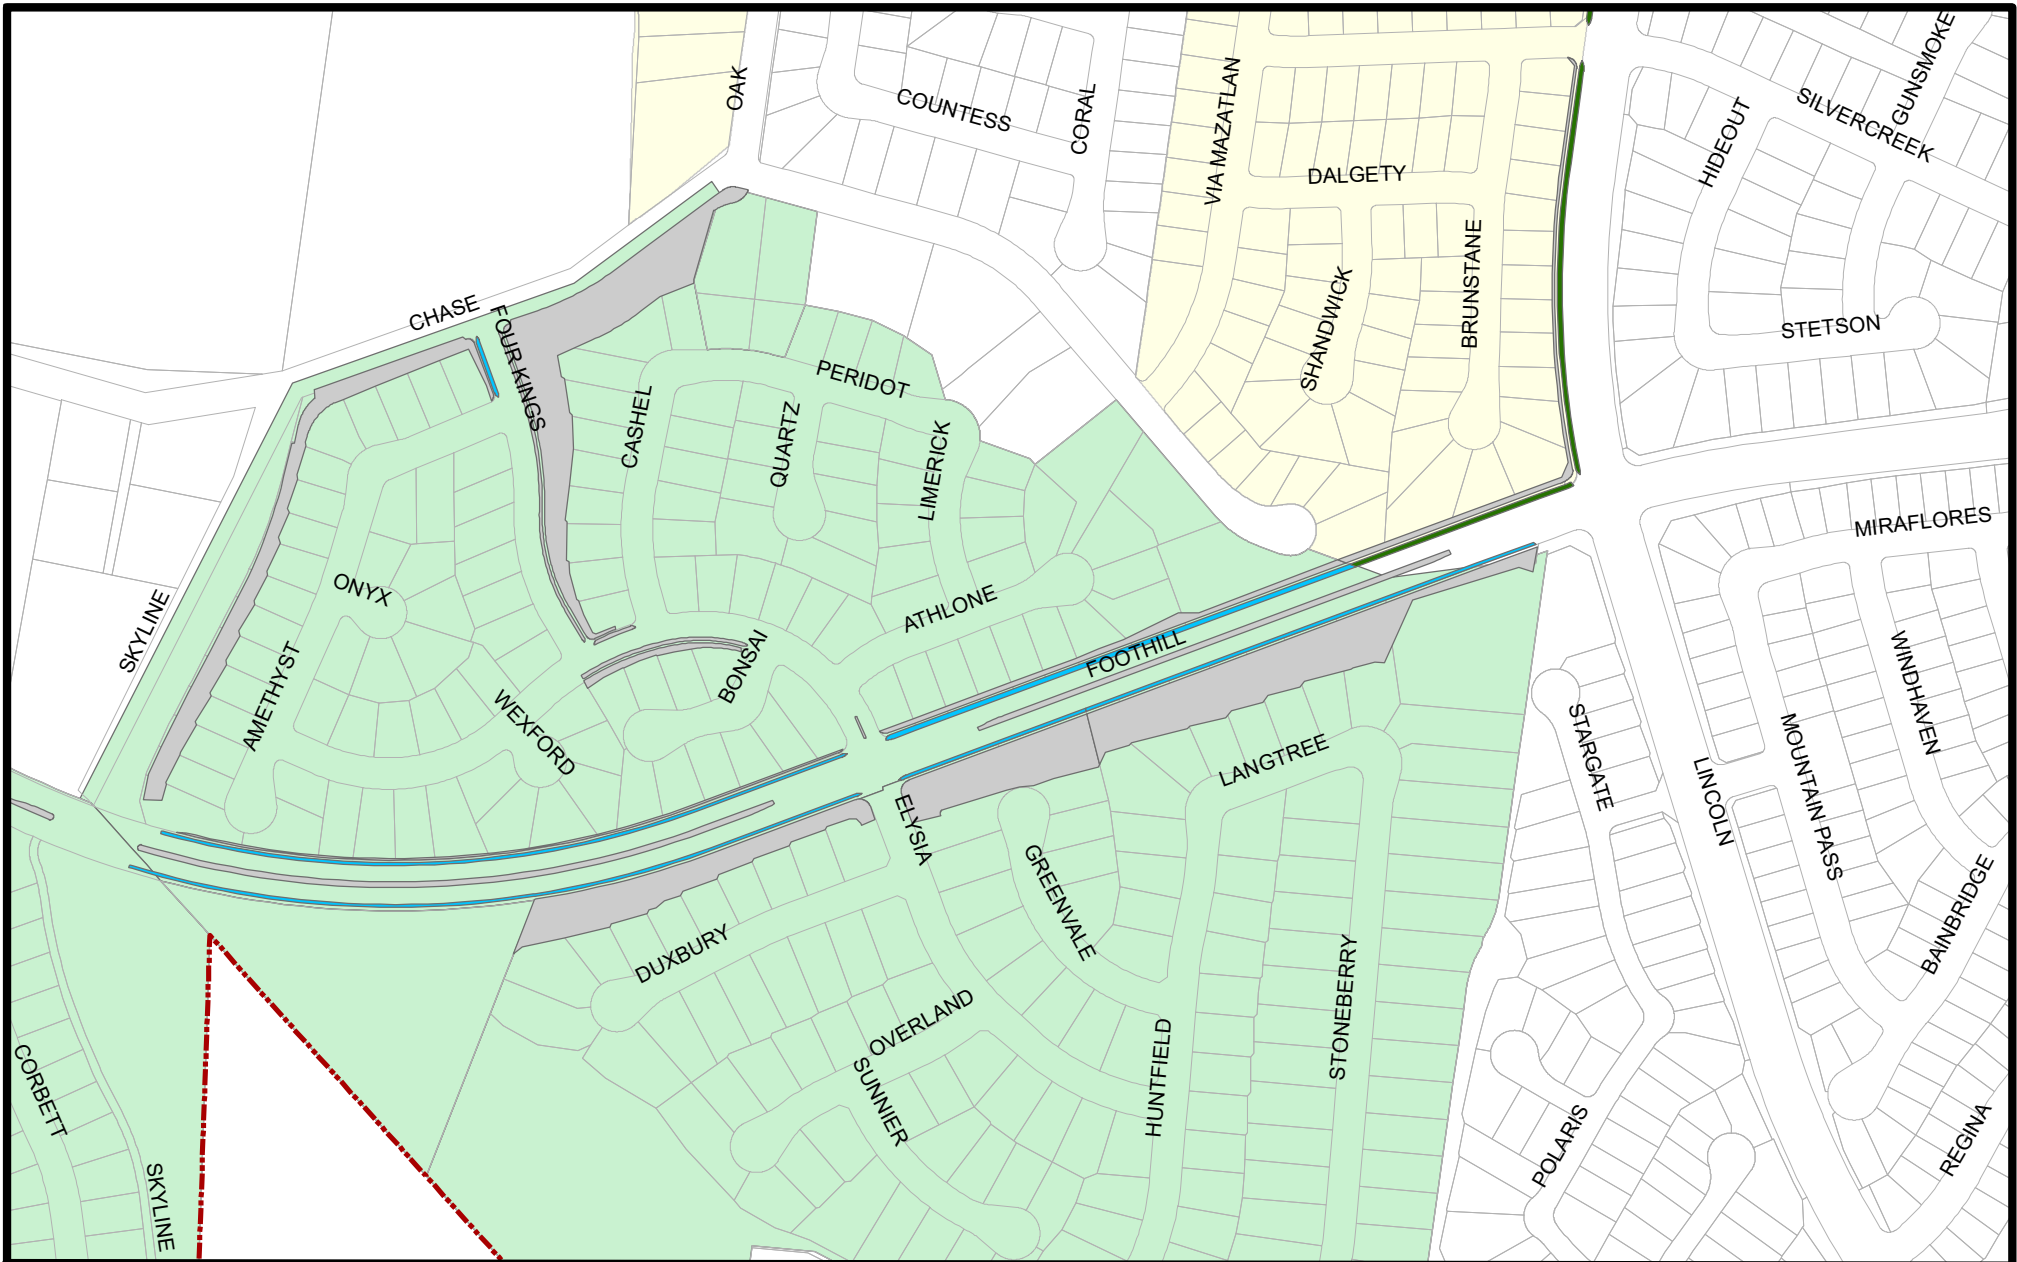 OAK
COUNTESS
CORAL
VIA MAZATLAN
DALGETY
HIDEOUT
SILVERCREEK
GUNSMOKE
CHASE
FOUR KINGS
PERIDOT
CASHEL
QUARTZ
LIMERICK
SHANDWICK
BRUNSTANE
STETSON
MIRAFLORES
ONYX
SKYLINE
AMETHYST
WEXFORD
BONSAI
ATHLONE
FOOTHILL
LANGTREE
STARGATE
LINCOLN
MOUNTAIN PASS
WINDHAVEN
ELYSIA
GREENVALE
DUXBURY
OVERLAND
SUNNIER
HUNTFIELD
STONEBERRY
BAINBRIDGE
CORBETT
SKYLINE
POLARIS
REGINA